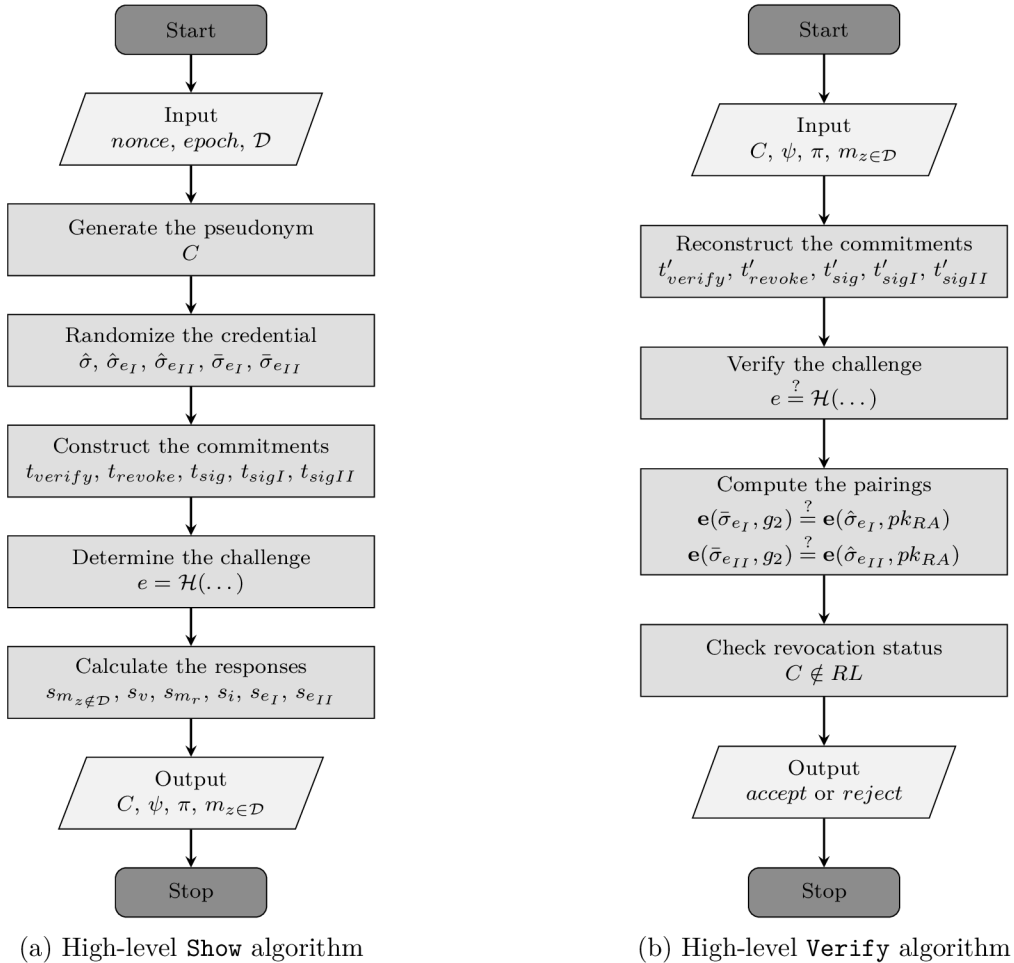 Start
Input
nonce, epoch, 𝒟
Generate the pseudonym
C
Randomize the credential
σ̂, σ̂_{e_I}, σ̂_{e_{II}}, σ̄_{e_I}, σ̄_{e_{II}}
Construct the commitments
t_{verify}, t_{revoke}, t_{sig}, t_{sigI}, t_{sigII}
Determine the challenge
e = ℋ(...)
Calculate the responses
s_{m_{z∉𝒟}}, s_v, s_{m_r}, s_i, s_{e_I}, s_{e_{II}}
Output
C, ψ, π, m_{z∈𝒟}
Stop
(a) High-level Show algorithm
Start
Input
C, ψ, π, m_{z∈𝒟}
Reconstruct the commitments
t′_{verify}, t′_{revoke}, t′_{sig}, t′_{sigI}, t′_{sigII}
Verify the challenge
e ≟ ℋ(...)
Compute the pairings
e(σ̄_{e_I}, g2) ≟ e(σ̂_{e_I}, pk_{RA})
e(σ̄_{e_{II}}, g2) ≟ e(σ̂_{e_{II}}, pk_{RA})
Check revocation status
C ∉ RL
Output
accept or reject
Stop
(b) High-level Verify algorithm